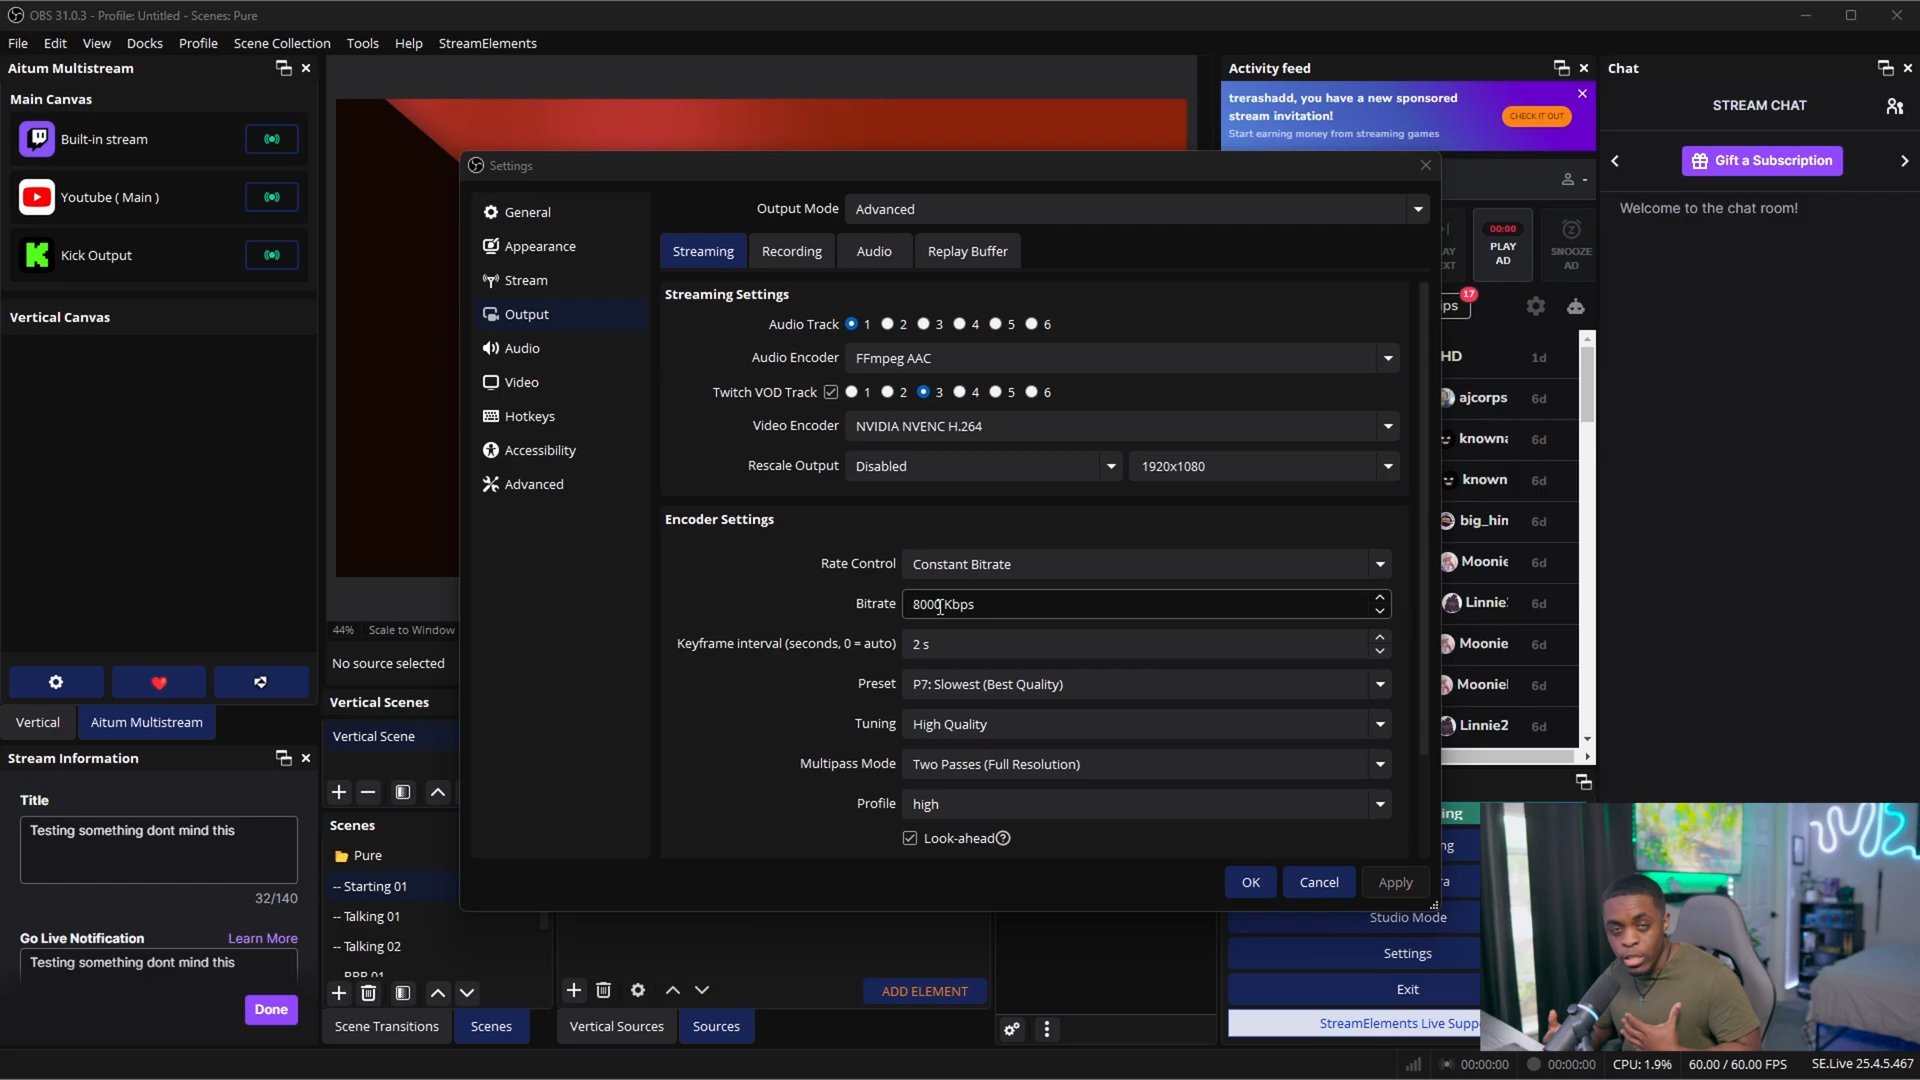 OBS 31.0.3 - Profile: Untitled - Scenes: Pure
File Edit View Docks Profile Scene Collection Tools Help StreamElements
Aitum Multistream
Main Canvas
Built-in stream
Youtube ( Main )
Kick Output
Vertical Canvas
Vertical
Aitum Multistream
Stream Information
Title
Testing something dont mind this
32/140
Go Live Notification
Learn More
Testing something dont mind this
Done
44%
Scale to Window
No source selected
Vertical Scenes
Vertical Scene
Scenes
Pure
-- Starting 01
-- Talking 01
-- Talking 02
Scene Transitions
Scenes
Settings
General
Appearance
Stream
Output
Audio
Video
Hotkeys
Accessibility
Advanced
Output Mode Advanced
Streaming Recording Audio Replay Buffer
Streaming Settings
Audio Track 1 2 3 4 5 6
Audio Encoder FFmpeg AAC
Twitch VOD Track 1 2 3 4 5 6
Video Encoder NVIDIA NVENC H.264
Rescale Output Disabled 1920x1080
Encoder Settings
Rate Control Constant Bitrate
Bitrate 8000 Kbps
Keyframe interval (seconds, 0 = auto) 2 s
Preset P7: Slowest (Best Quality)
Tuning High Quality
Multipass Mode Two Passes (Full Resolution)
Profile high
Look-ahead
OK Cancel Apply
ADD ELEMENT
Vertical Sources
Sources
Activity feed
trerashadd, you have a new sponsored
stream invitation!
Start earning money from streaming games
CHECK IT OUT
00:00
PLAY
AD
SNOOZE
AD
17
HD 1d
ajcorps 6d
6d
known 6d
big_hin 6d
Moonie 6d
Linnie 6d
Moonie 6d
Moonie 6d
Linnie2 6d
Studio Mode
Settings
Exit
StreamElements Live Supp
Chat
STREAM CHAT
Gift a Subscription
Welcome to the chat room!
00:00:00
00:00:00
CPU: 1.9%
60.00 / 60.00 FPS
SE.Live 25.4.5.467